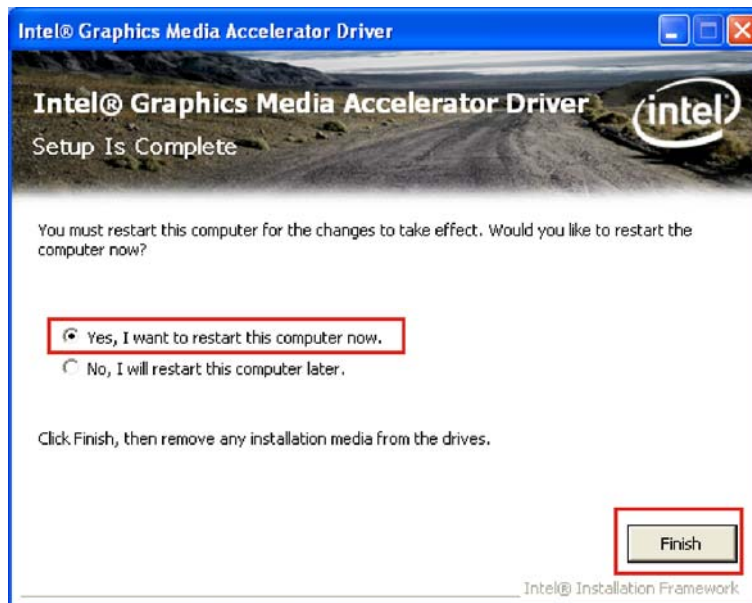 Intel® Graphics Media Accelerator Driver
Intel® Graphics Media Accelerator Driver
intel
Setup Is Complete
You must restart this computer for the changes to take effect. Would you like to restart the
computer now?
Yes, I want to restart this computer now.
No, I will restart this computer later.
Click Finish, then remove any installation media from the drives.
Finish
Intel® Installation Framework